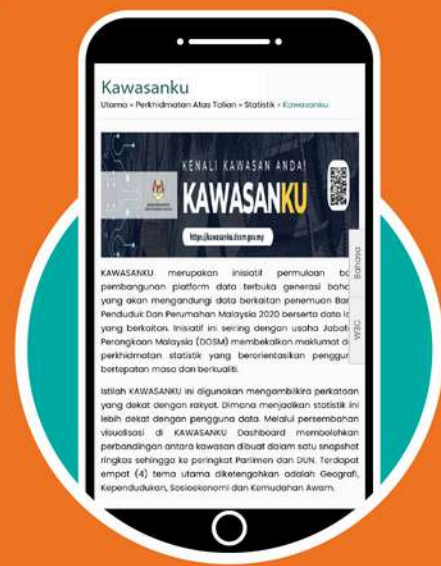 Kawasanku
Utama » Perkhidmatan Atas Talian » Statistik » Kawasanku
KENALI KAWASAN ANDA!
KAWASANKU
https://kawasanku.dosm.gov.my
Bahasa
W3C
KAWASANKU merupakan inisiatif permulaan
pembangunan platform data terbuka generasi
yang akan mengandungi data berkaitan penemuan
Penduduk Dan Perumahan Malaysia 2020 berserta data
yang berkaitan. Inisiatif ini seiring dengan usaha
Perangkaan Malaysia (DOSM) membekalkan maklumat
perkhidmatan statistik yang berorientasikan
bertepatan masa dan berkualiti.
Istilah KAWASANKU ini digunakan mengambilkira perkataan
yang dekat dengan rakyat. Dimana menjadikan statistik ini
lebih dekat dengan pengguna data. Melalui persembahan
visualisasi di KAWASANKU Dashboard membolehkan
perbandingan antara kawasan dibuat dalam satu snapshot
ringkas sehingga ke peringkat Parlimen dan DUN. Terdapat
empat (4) tema utama diketengahkan adalah Geografi,
Kependudukan, Sosioekonomi dan Kemudahan Awam.